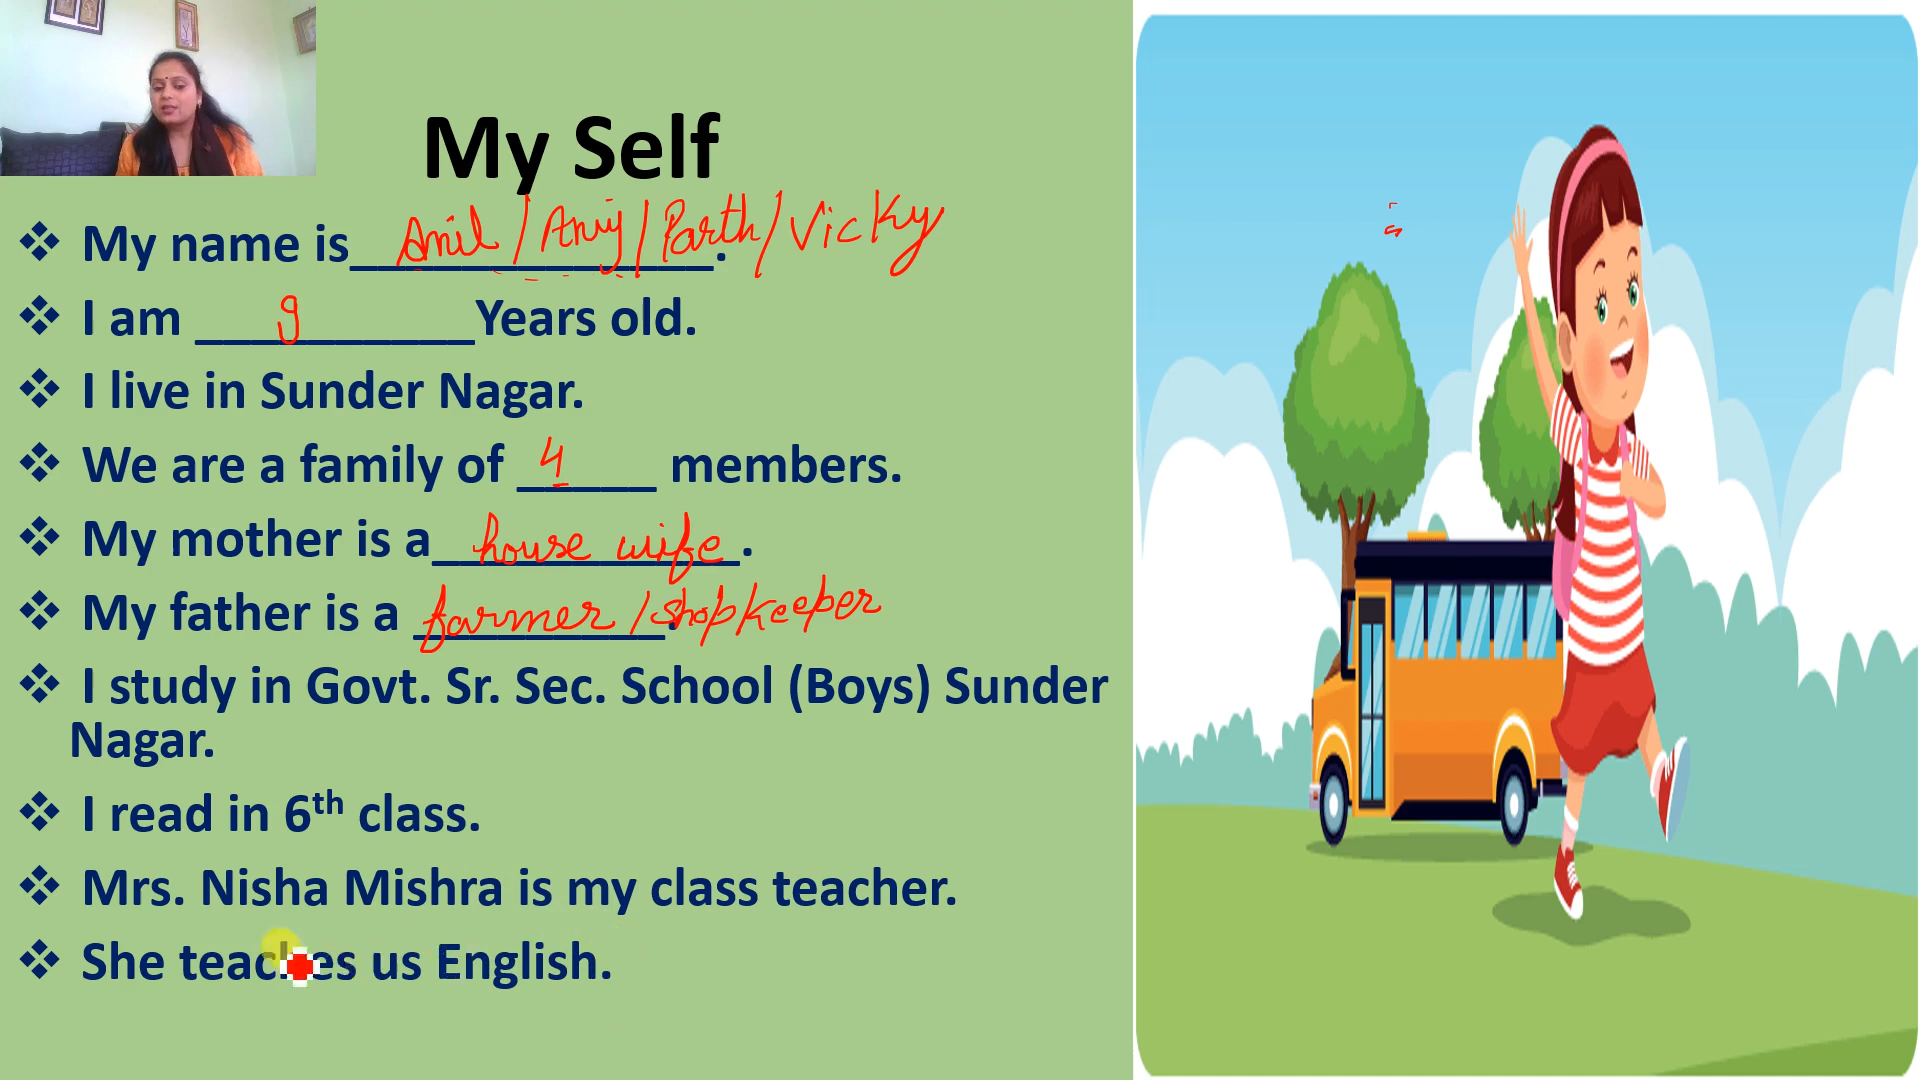 My Self
❖ My name is Anil / Anuj / Parth / Vicky.
❖ I am 9 Years old.
❖ I live in Sunder Nagar.
❖ We are a family of 4 members.
❖ My mother is a house wife.
❖ My father is a farmer / shopkeeper.
❖ I study in Govt. Sr. Sec. School (Boys) Sunder
Nagar.
❖ I read in 6th class.
❖ Mrs. Nisha Mishra is my class teacher.
❖ She teaches us English.